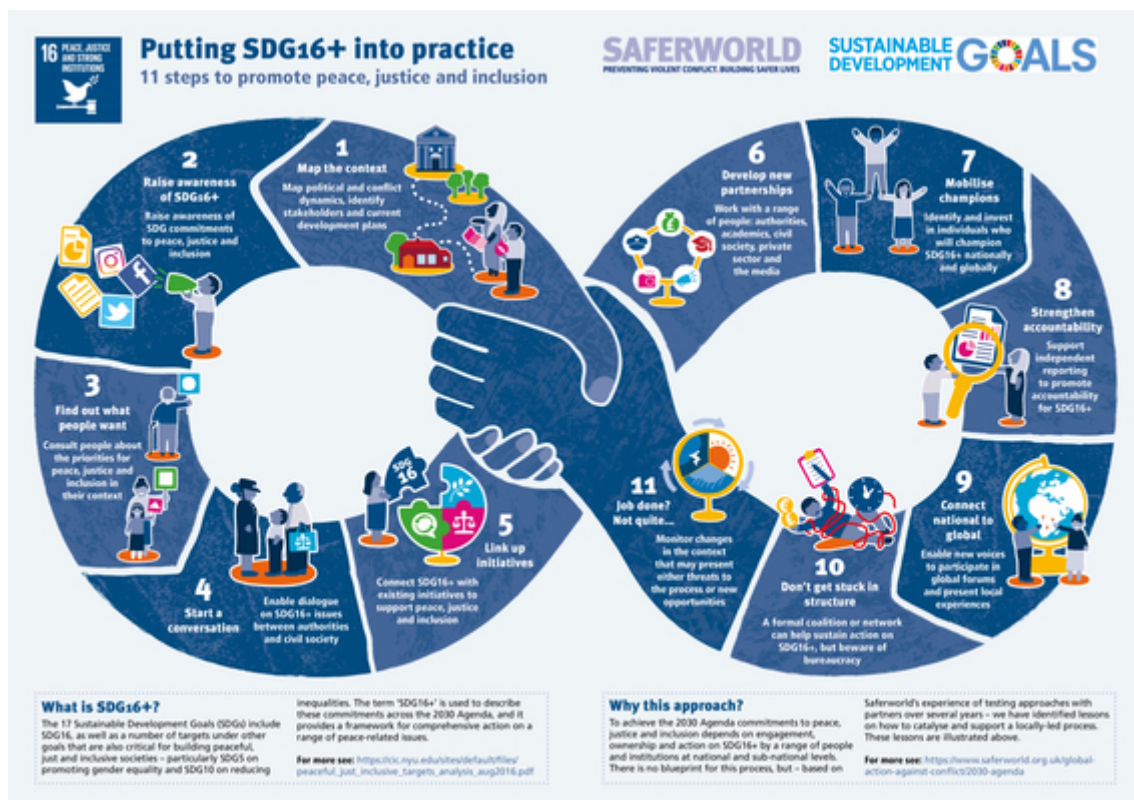 16 PEACE, JUSTICE
AND STRONG
INSTITUTIONS
Putting SDG16+ into practice
11 steps to promote peace, justice and inclusion
SAFERWORLD
PREVENTING VIOLENT CONFLICT. BUILDING SAFER LIVES
SUSTAINABLE
DEVELOPMENT
GOALS
1
Map the context
Map political and conflict
dynamics, identify
stakeholders and current
development plans
2
Raise awareness
of SDG16+
Raise awareness of
SDG commitments
to peace, justice and
inclusion
3
Find out what
people want
Consult people about
the priorities for
peace, justice and
inclusion in
their context
4
Start a
conversation
Enable dialogue
on SDG16+ issues
between authorities
and civil society
SDG
16
5
Link up
initiatives
Connect SDG16+ with
existing initiatives to
support peace, justice
and inclusion
6
Develop new
partnerships
Work with a range
of people: authorities,
academics, civil
society, private
sector and
the media
7
Mobilise
champions
Identify and invest
in individuals who
will champion
SDG16+ nationally
and globally
8
Strengthen
accountability
Support
independent
reporting
to promote
accountability
for SDG16+
9
Connect
national to
global
Enable new voices
to participate in
global forums
and present local
experiences
10
Don't get stuck in
structure
A formal coalition or network
can help sustain action on
SDG16+, but beware of
bureaucracy
11
Job done?
Not quite...
Monitor changes
in the context
that may present
either threats to
the process or new
opportunities
What is SDG16+?
The 17 Sustainable Development Goals (SDGs) include
SDG16, as well as a number of targets under other
goals that are also critical for building peaceful,
just and inclusive societies – particularly SDG5 on
promoting gender equality and SDG10 on reducing
inequalities. The term 'SDG16+' is used to describe
these commitments across the 2030 Agenda, and it
provides a framework for comprehensive action on a
range of peace-related issues.
For more see: https://cic.nyu.edu/sites/default/files/
peaceful_just_inclusive_targets_analysis_aug2016.pdf
Why this approach?
To achieve the 2030 Agenda commitments to peace,
justice and inclusion depends on engagement,
ownership and action on SDG16+ by a range of people
and institutions at national and sub-national levels.
There is no blueprint for this process, but – based on
Saferworld's experience of testing approaches with
partners over several years – we have identified lessons
on how to catalyse and support a locally-led process.
These lessons are illustrated above.
For more see: https://www.saferworld.org.uk/global-
action-against-conflict/2030-agenda